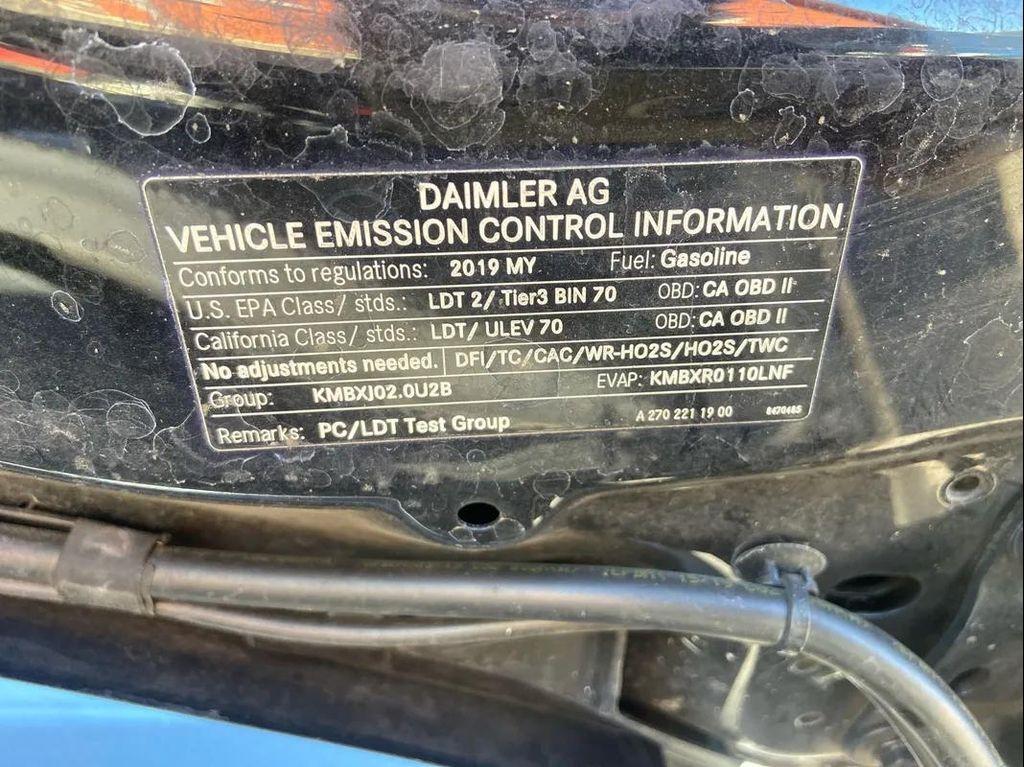 DAIMLER AG
VEHICLE EMISSION CONTROL INFORMATION
Conforms to regulations: 2019 MY Fuel: Gasoline
U.S. EPA Class/ stds.: LDT 2/ Tier3 BIN 70 OBD: CA OBD II
California Class/ stds.: LDT/ ULEV 70 OBD: CA OBD II
No adjustments needed. DFI/TC/CAC/WR-HO2S/HO2S/TWC
Group: KMBXJ02.0U2B EVAP: KMBXR0110LNF
Remarks: PC/LDT Test Group A 270 221 19 00 8470485